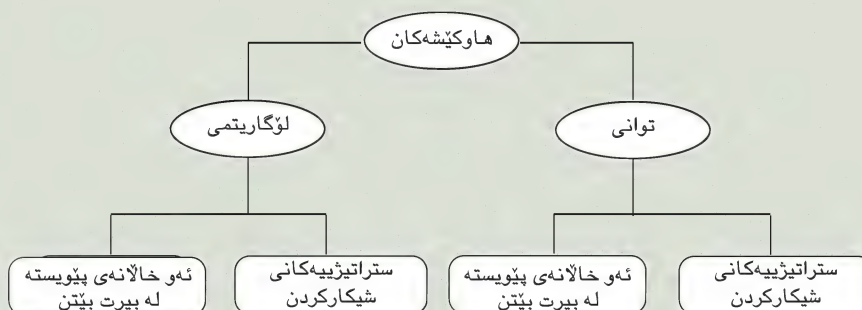 هاوکێشەکان
توانی
لۆگاریتمی
ستراتیژییەکانی
شیکارکردن
ئەو خاڵانەی پێویستە
لە بیرت بێتن
ستراتیژییەکانی
شیکارکردن
ئەو خاڵانەی پێویستە
لە بیرت بێتن